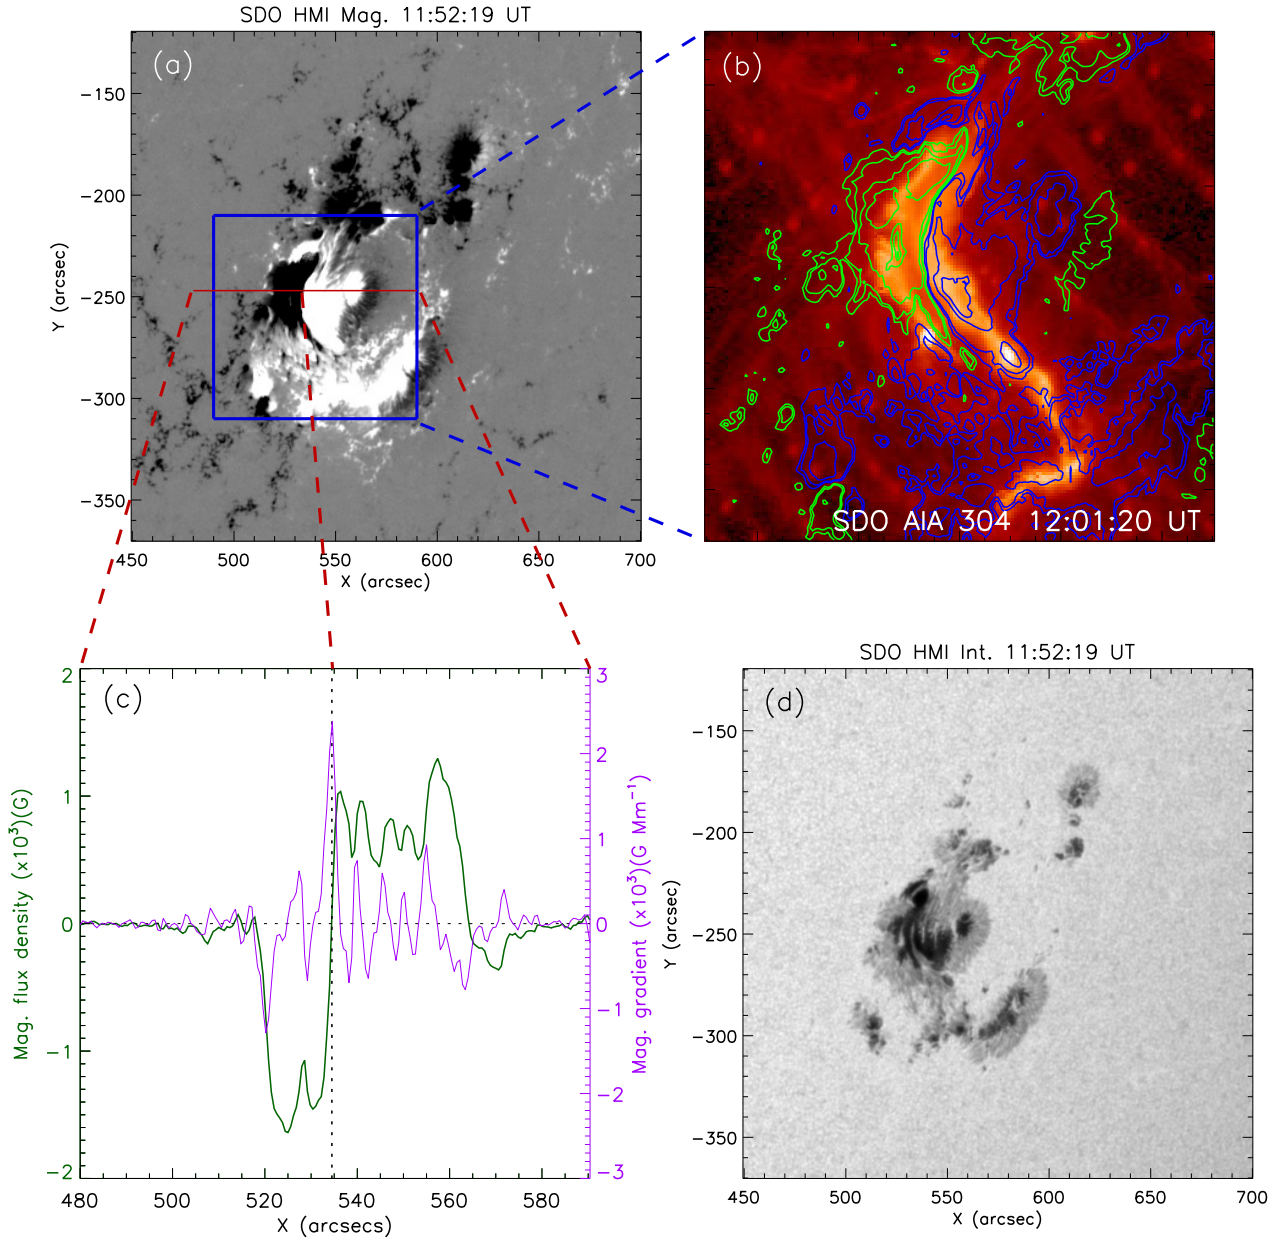 SDO HMI Mag. 11:52:19 UT
(a)
−150
−200
−250
−300
−350
Y (arcsec)
450 500 550 600 650 700
X (arcsec)
(b)
SDO AIA 304 12:01:20 UT
(c)
2
1
0
−1
−2
Mag. flux density (x10³)(G)
3
2
1
0
−1
−2
−3
Mag. gradient (x10³)(G Mm⁻¹)
480 500 520 540 560 580
X (arcsecs)
SDO HMI Int. 11:52:19 UT
(d)
−150
−200
−250
−300
−350
Y (arcsec)
450 500 550 600 650 700
X (arcsec)